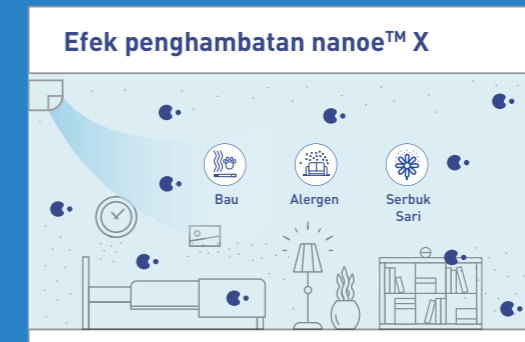 Efek penghambatan nanoe™ X
Bau
Alergen
Serbuk
Sari